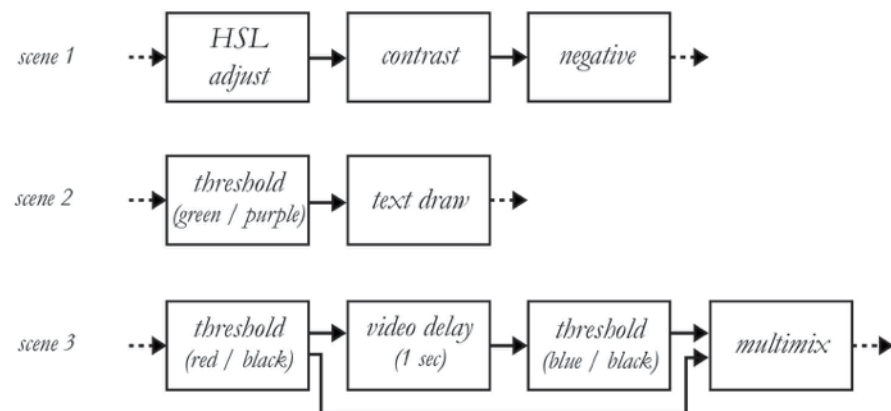 scene 1
HSL
adjust
contrast
negative
scene 2
threshold
(green / purple)
text draw
scene 3
threshold
(red / black)
video delay
(1 sec)
threshold
(blue / black)
multimix